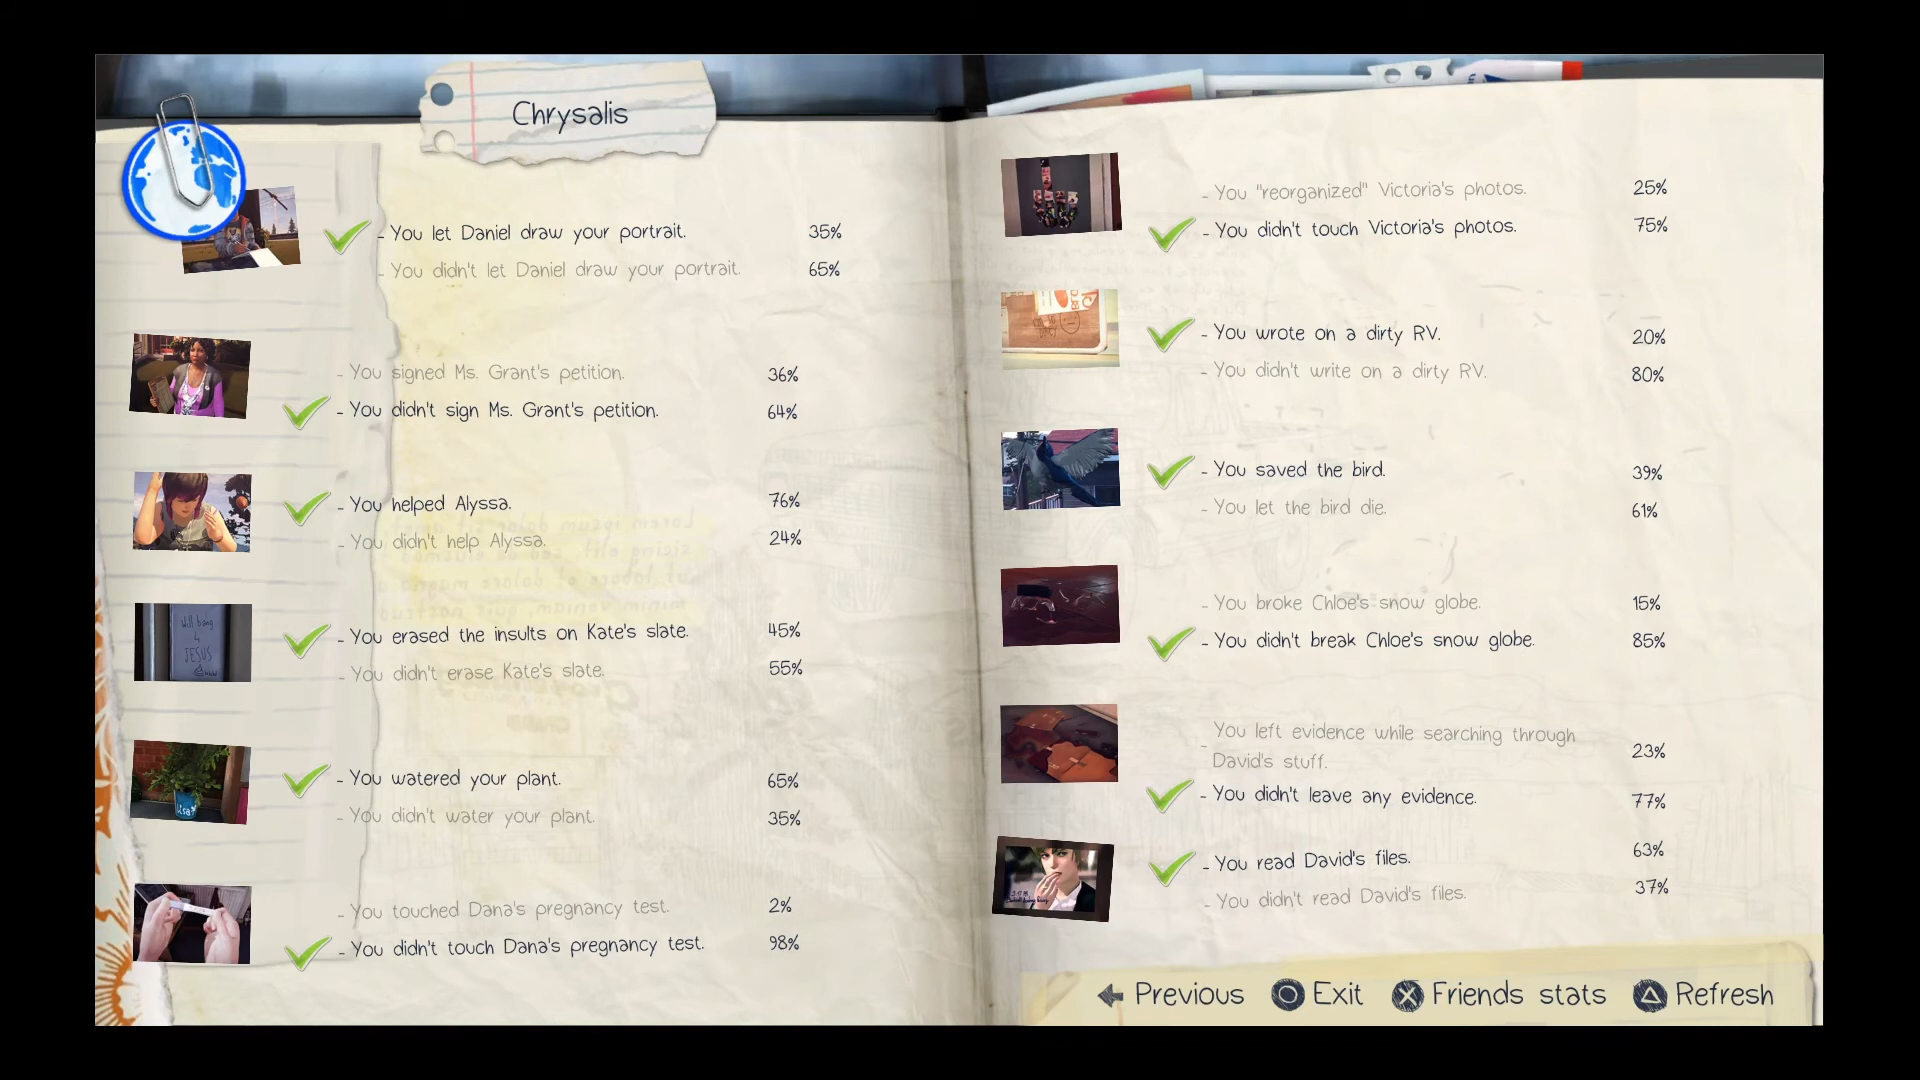 Chrysalis
- You let Daniel draw your portrait. 35%
- You didn't let Daniel draw your portrait. 65%
- You signed Ms. Grant's petition. 36%
- You didn't sign Ms. Grant's petition. 64%
- You helped Alyssa. 76%
- You didn't help Alyssa. 24%
Will bang
4
JESUS
- You erased the insults on Kate's slate. 45%
- You didn't erase Kate's slate. 55%
Lisa
- You watered your plant. 65%
- You didn't water your plant. 35%
- You touched Dana's pregnancy test. 2%
- You didn't touch Dana's pregnancy test. 98%
- You "reorganized" Victoria's photos. 25%
- You didn't touch Victoria's photos. 75%
- You wrote on a dirty RV. 20%
- You didn't write on a dirty RV. 80%
- You saved the bird. 39%
- You let the bird die. 61%
- You broke Chloe's snow globe. 15%
- You didn't break Chloe's snow globe. 85%
- You left evidence while searching through
David's stuff. 23%
- You didn't leave any evidence. 77%
- You read David's files. 63%
- You didn't read David's files. 37%
Previous Exit Friends stats Refresh